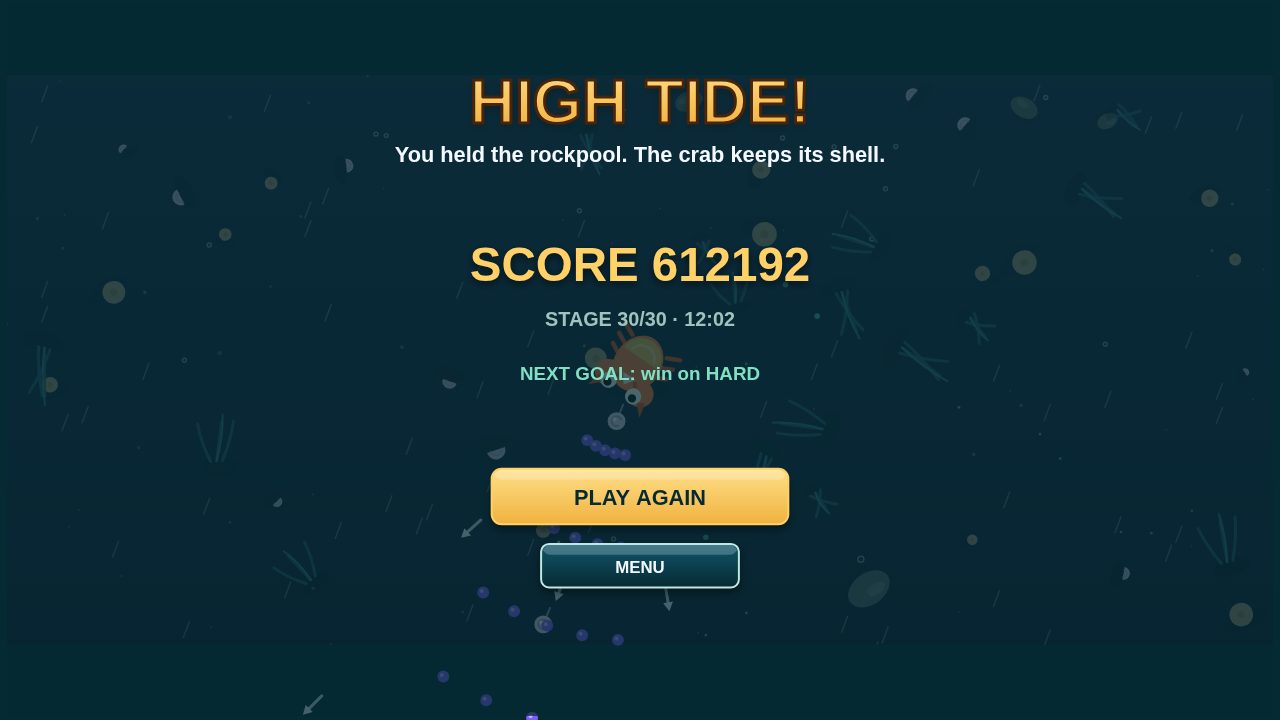 HIGH TIDE!
You held the rockpool. The crab keeps its shell.
SCORE 612192
STAGE 30/30 · 12:02
NEXT GOAL: win on HARD
PLAY AGAIN
MENU